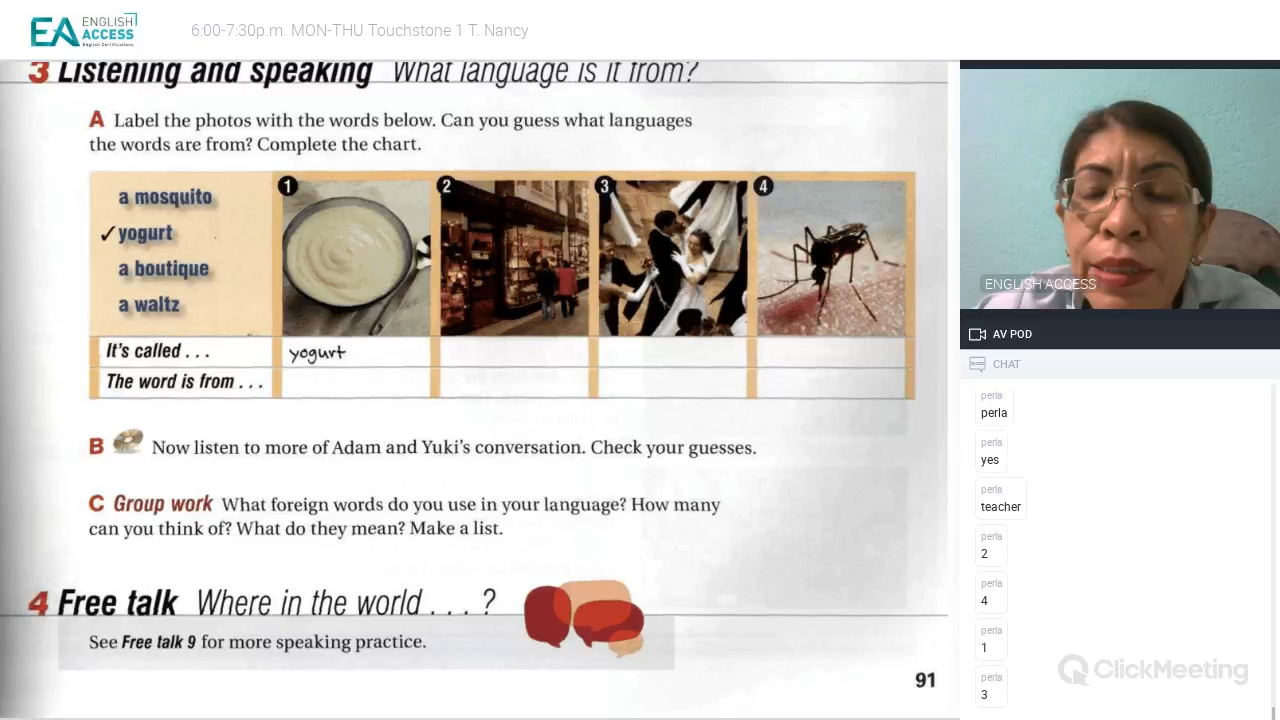 EA ENGLISH ACCESS
English Certifications
6:00-7:30p.m. MON-THU Touchstone 1 T. Nancy
3 Listening and speaking What language is it from?
A Label the photos with the words below. Can you guess what languages
the words are from? Complete the chart.
a mosquito
✓ yogurt
a boutique
a waltz
1
2
3
4
It's called . . .
yogurt
The word is from . . .
B Now listen to more of Adam and Yuki's conversation. Check your guesses.
C Group work What foreign words do you use in your language? How many
can you think of? What do they mean? Make a list.
4 Free talk Where in the world . . . ?
See Free talk 9 for more speaking practice.
91
ENGLISH ACCESS
AV POD
CHAT
perla
perla
perla
yes
perla
teacher
perla
2
perla
4
perla
1
perla
3
ClickMeeting